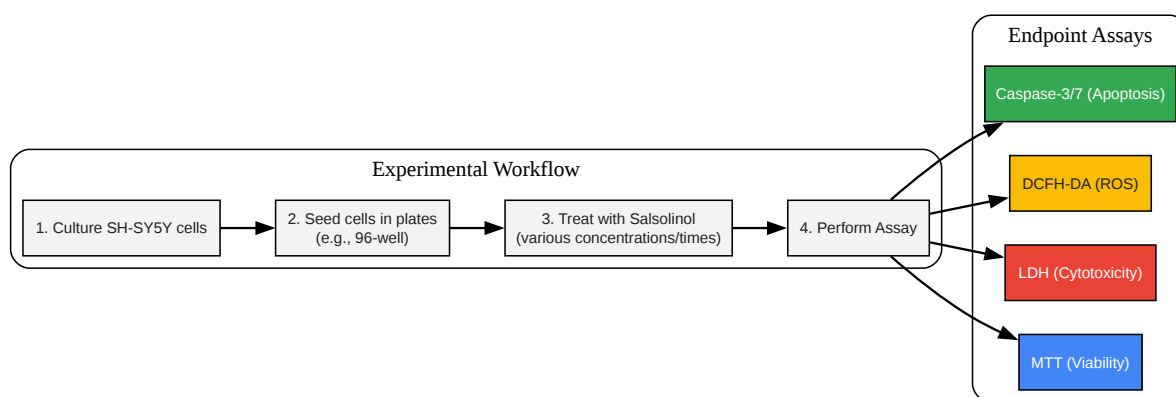 Endpoint Assays
Caspase-3/7 (Apoptosis)
Experimental Workflow
DCFH-DA (ROS)
1. Culture SH-SY5Y cells
2. Seed cells in plates
(e.g., 96-well)
3. Treat with Salsolinol
(various concentrations/times)
4. Perform Assay
LDH (Cytotoxicity)
MTT (Viability)